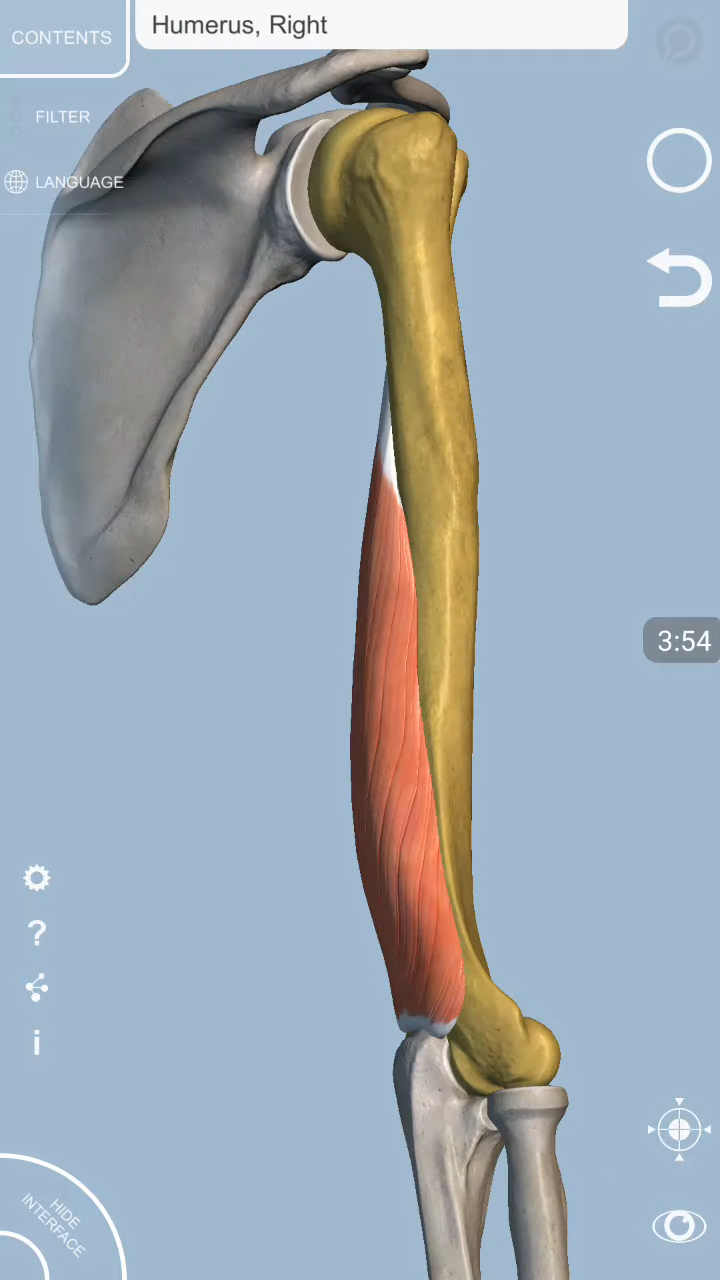 Humerus, Right
CONTENTS
FILTER
LANGUAGE
3:54
?
i
HIDE
INTERFACE